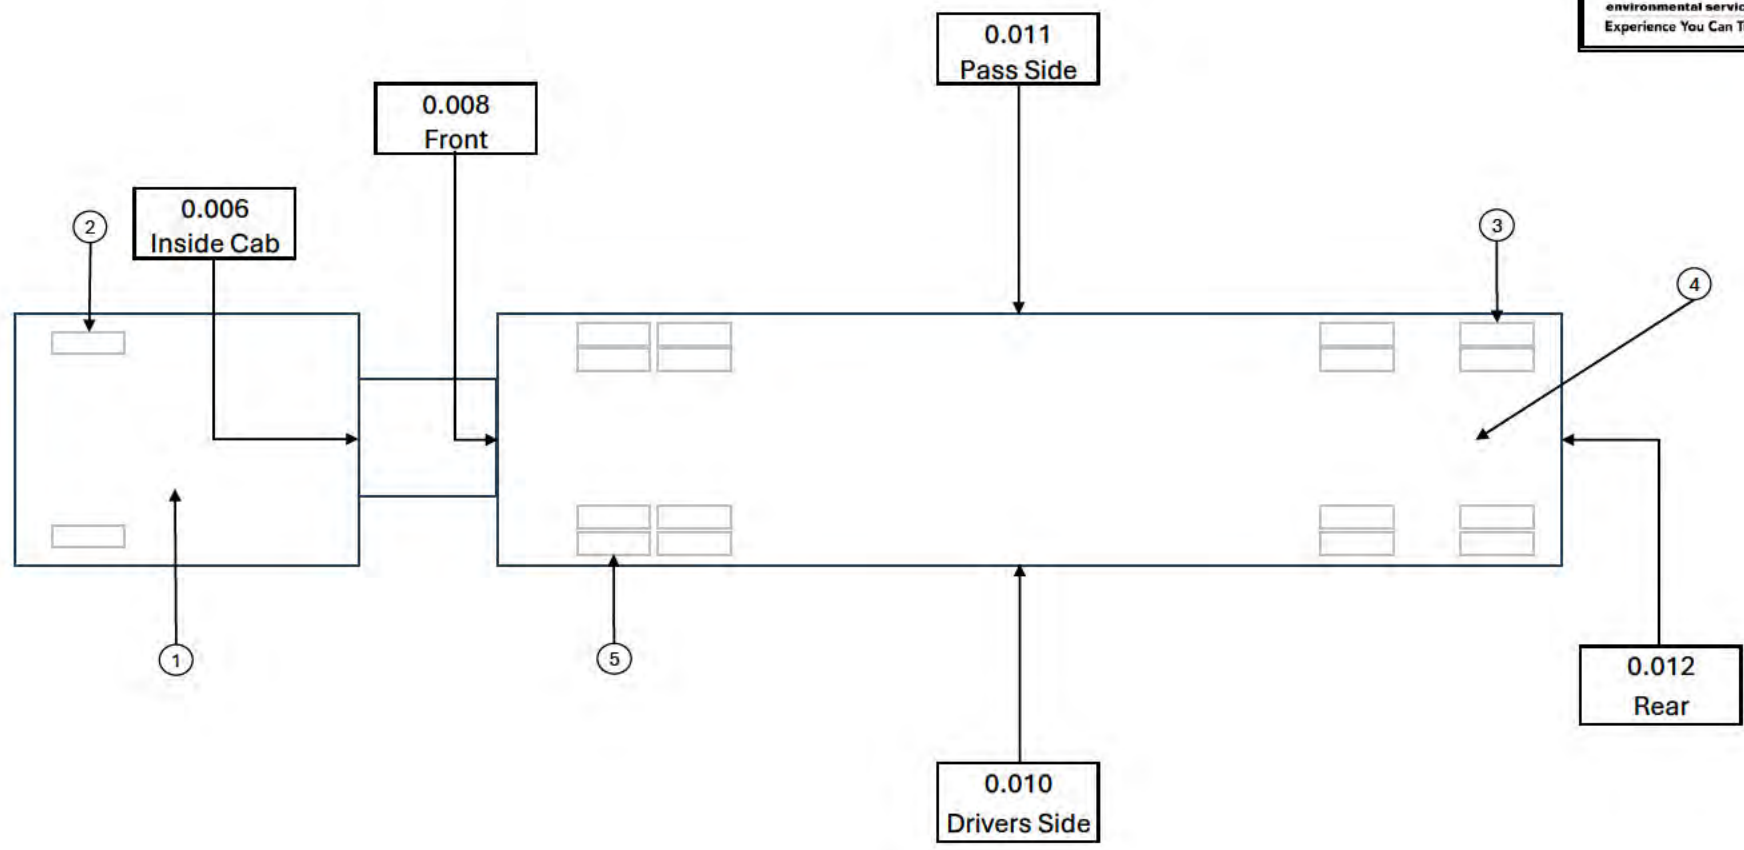 environmental
Experience You Can
0.011
Pass Side
0.008
Front
0.006
Inside Cab
2
3
4
1
5
0.012
Rear
0.010
Drivers Side